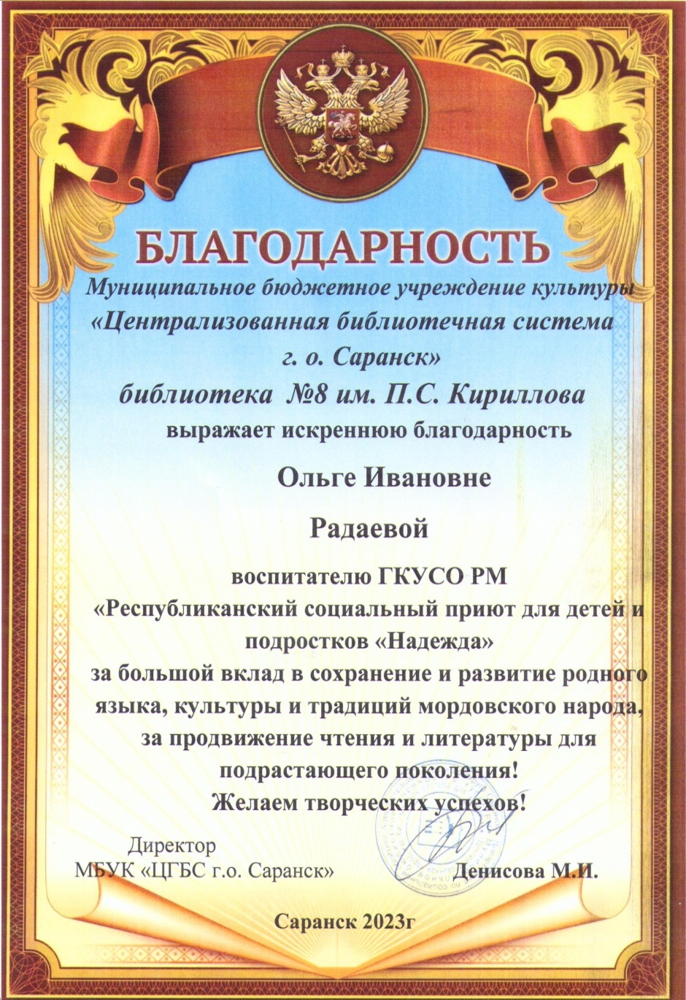 БЛАГОДАРНОСТЬ
Муниципальное бюджетное учреждение культуры
«Централизованная библиотечная система
г. о. Саранск»
библиотека №8 им. П.С. Кириллова
выражает искреннюю благодарность
Ольге Ивановне
Радаевой
воспитателю ГКУСО РМ
«Республиканский социальный приют для детей и
подростков «Надежда»
за большой вклад в сохранение и развитие родного
языка, культуры и традиций мордовского народа,
за продвижение чтения и литературы для
подрастающего поколения!
Желаем творческих успехов!
Директор
МБУК «ЦГБС г.о. Саранск»
Денисова М.И.
Саранск 2023г